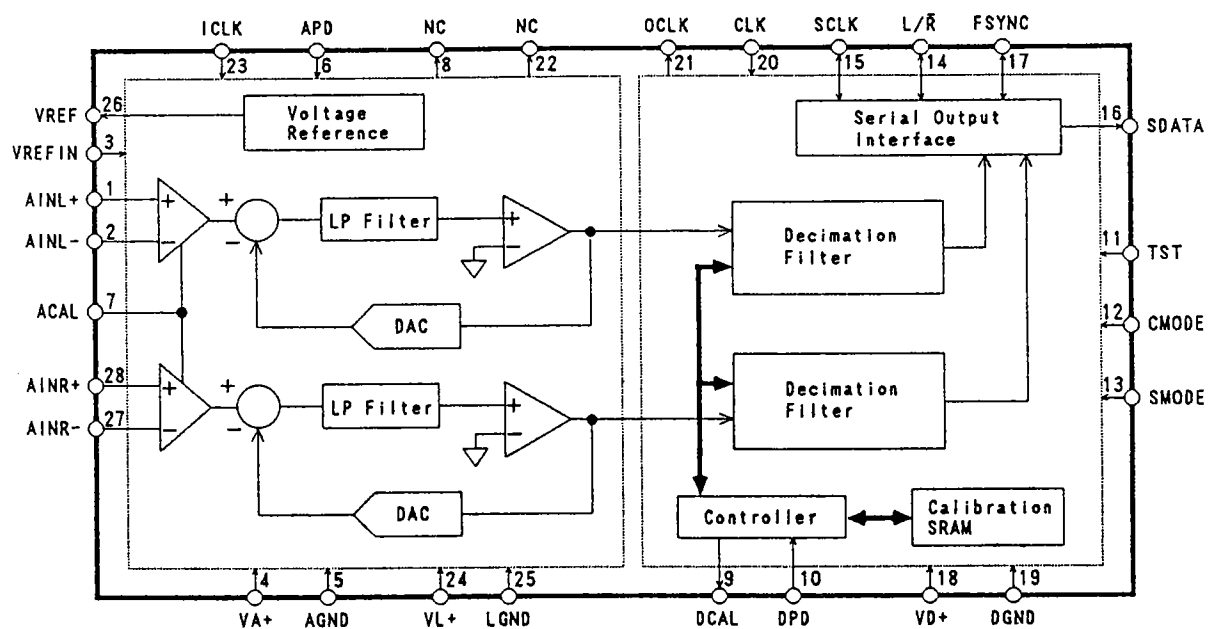 ICLK APD NC NC OCLK CLK SCLK L/R̄ FSYNC
23 6 8 22 21 20 15 14 17
VREF 26
Voltage
Reference
Serial Output
Interface
16 SDATA
VREFIN 3
AINL+ 1
+
+
LP Filter
+
Decimation
Filter
AINL- 2
−
−
−
11 TST
ACAL 7
DAC
12 CMODE
AINR+ 28
+
+
LP Filter
+
Decimation
Filter
13 SMODE
AINR- 27
−
−
−
DAC
Controller
Calibration
SRAM
4 5 24 25 9 10 18 19
VA+ AGND VL+ LGND DCAL DPD VD+ DGND